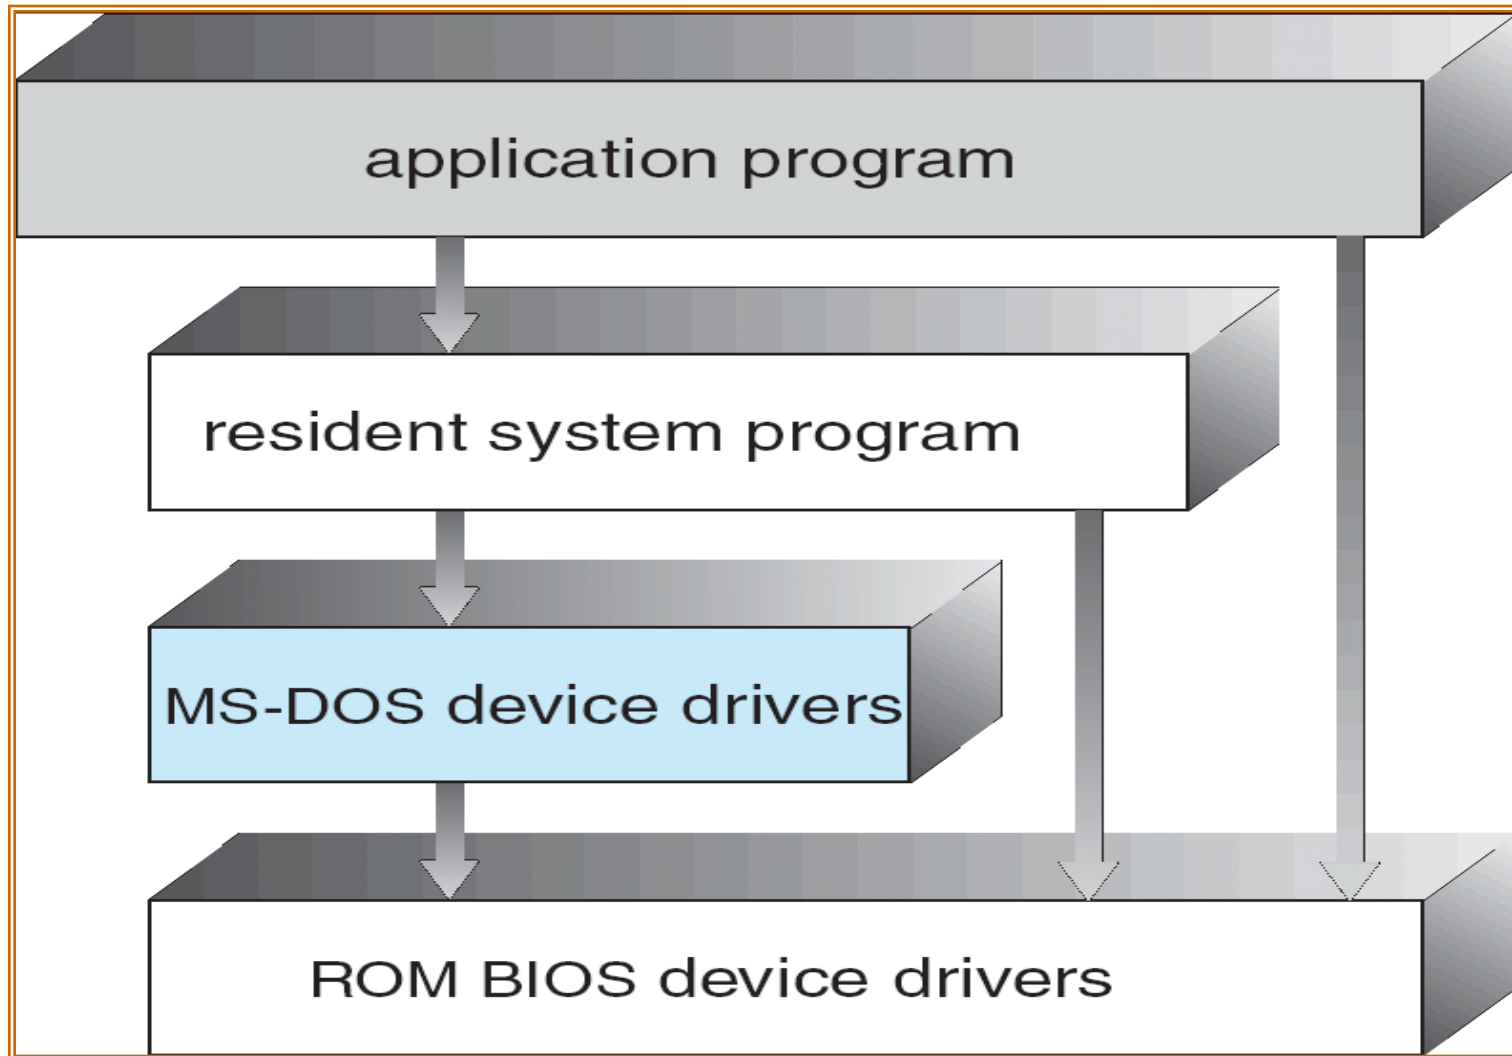 application program
resident system program
MS-DOS device drivers
ROM BIOS device drivers